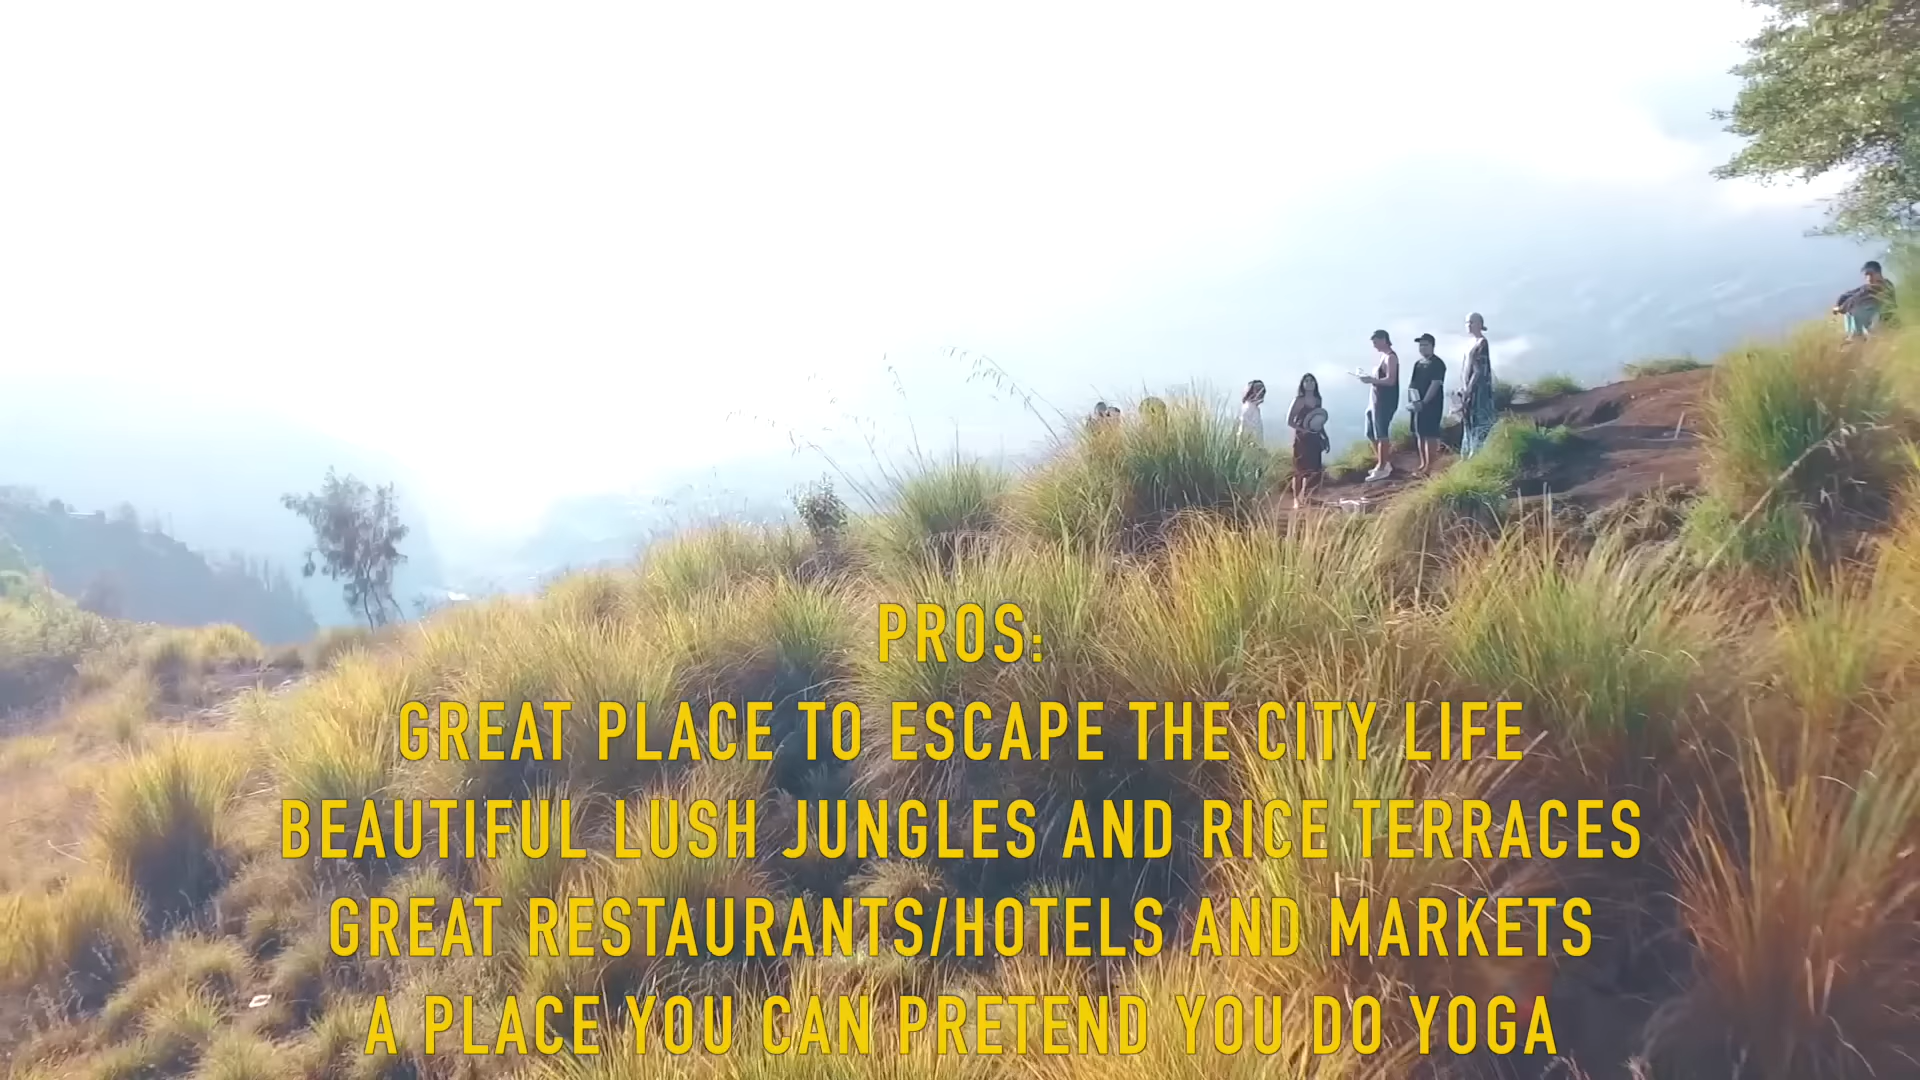 PROS:
GREAT PLACE TO ESCAPE THE CITY LIFE
BEAUTIFUL LUSH JUNGLES AND RICE TERRACES
GREAT RESTAURANTS/HOTELS AND MARKETS
A PLACE YOU CAN PRETEND YOU DO YOGA